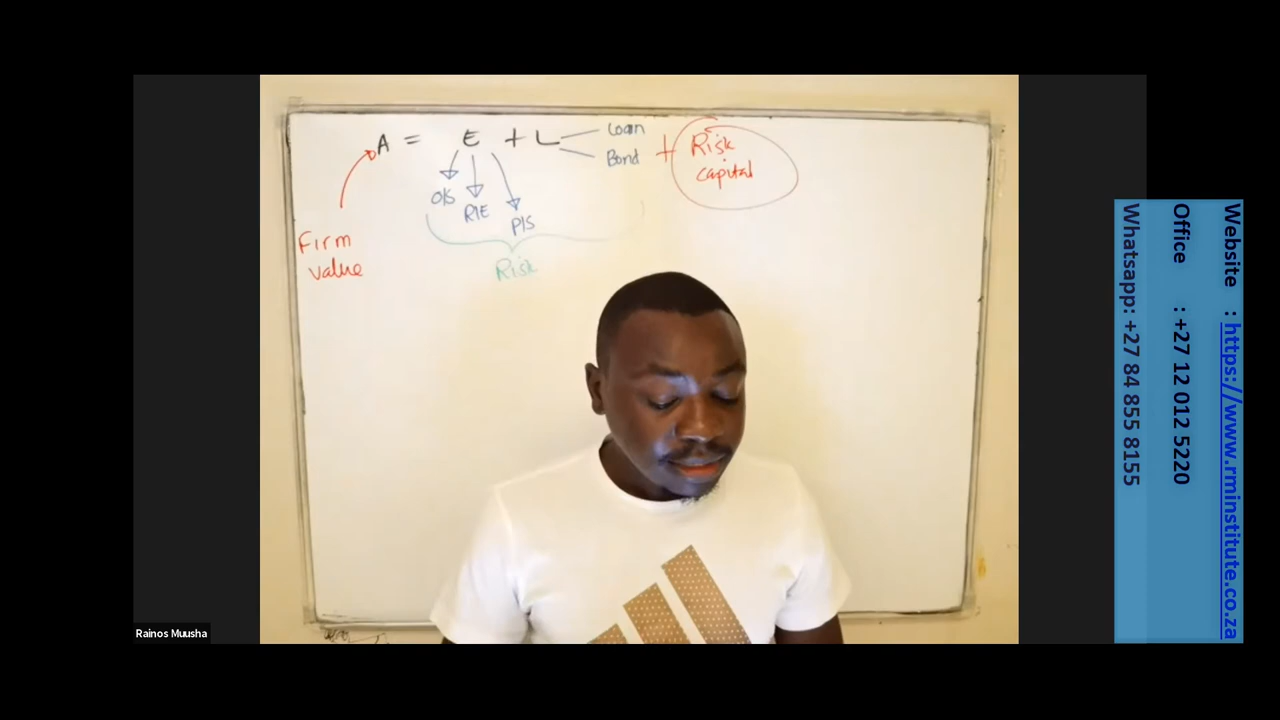 A = E + L
Loan
Bond
+ Risk
capital
O/S
R/E
P/S
Risk
Firm
value
Website : https://www.rminstitute.co.za
Office : +27 12 012 5220
Whatsapp: +27 84 855 8155
Rainos Muusha